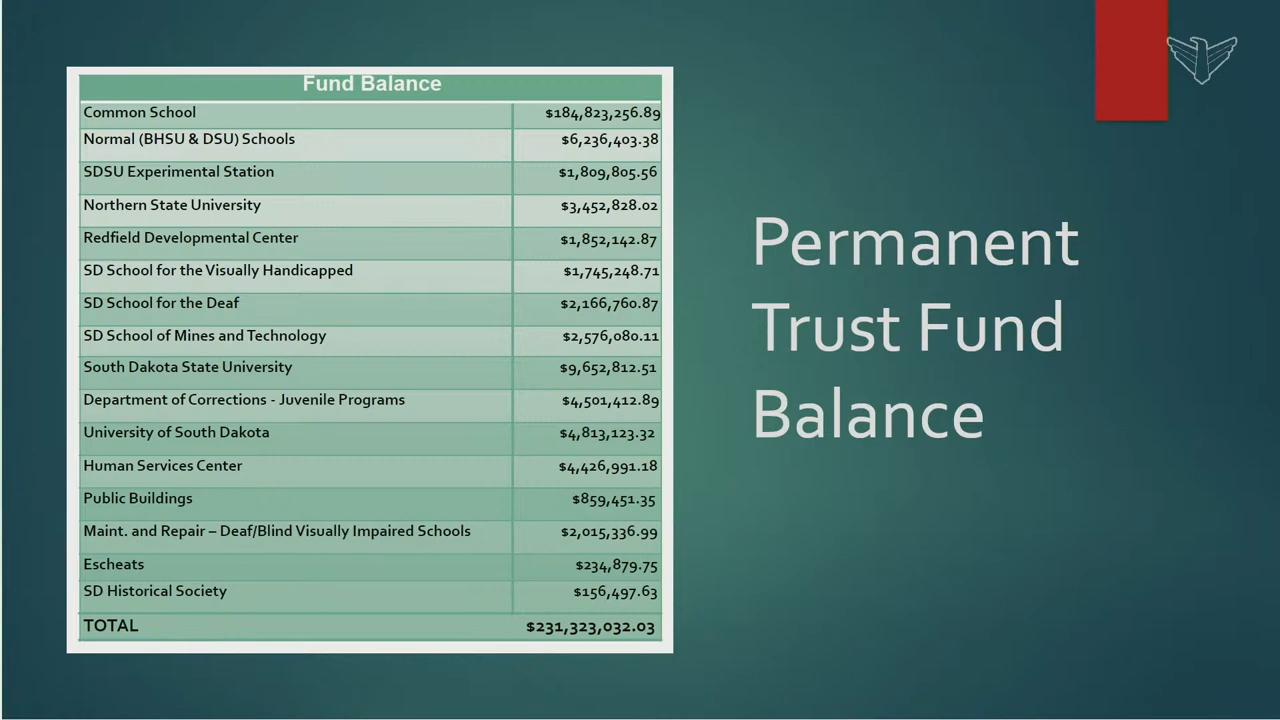 Fund Balance
Common School $184,823,256.89
Normal (BHSU & DSU) Schools $6,236,403.38
SDSU Experimental Station $1,809,805.56
Northern State University $3,452,828.02
Redfield Developmental Center $1,852,142.87
SD School for the Visually Handicapped $1,745,248.71
SD School for the Deaf $2,166,760.87
SD School of Mines and Technology $2,576,080.11
South Dakota State University $9,652,812.51
Department of Corrections - Juvenile Programs $4,501,412.89
University of South Dakota $4,813,123.32
Human Services Center $4,426,991.18
Public Buildings $859,451.35
Maint. and Repair – Deaf/Blind Visually Impaired Schools $2,015,336.99
Escheats $234,879.75
SD Historical Society $156,497.63
TOTAL $231,323,032.03
Permanent
Trust Fund
Balance